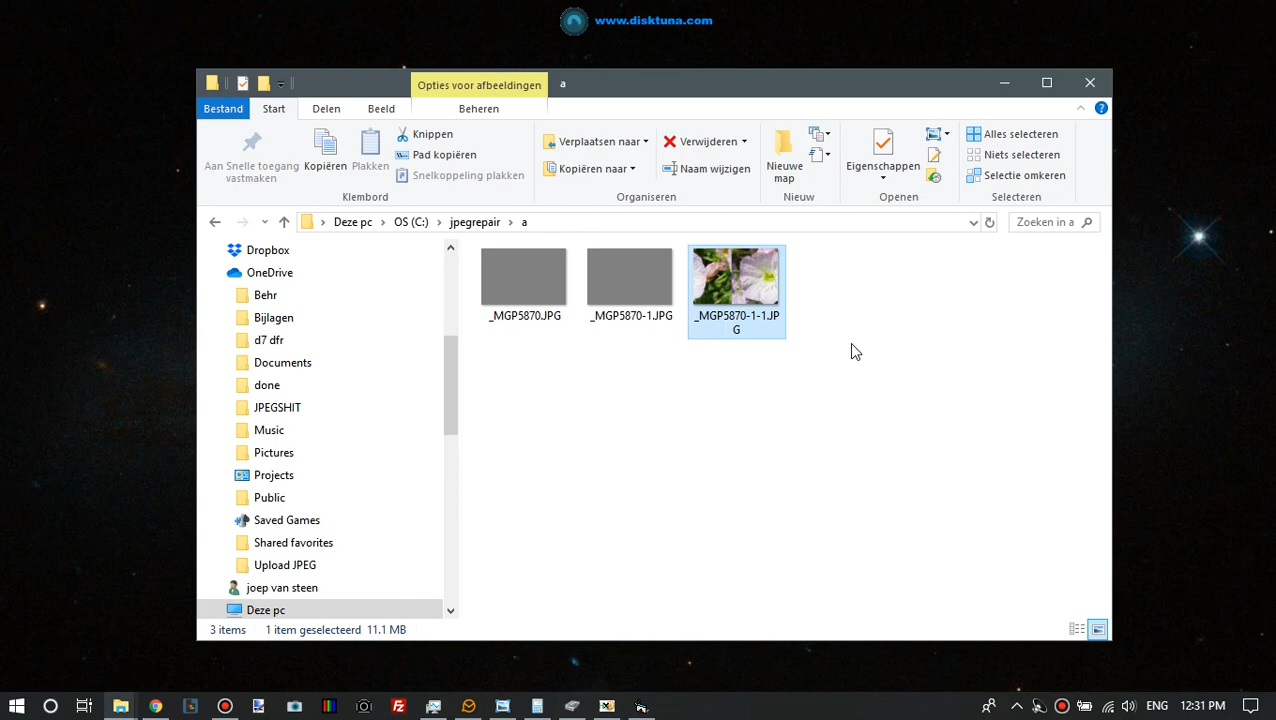 www.disktuna.com
Opties voor afbeeldingen
a
Bestand
Start
Delen
Beeld
Beheren
Aan Snelle toegang
vastmaken
Kopiëren
Plakken
Knippen
Pad kopiëren
Snelkoppeling plakken
Klembord
Verplaatsen naar
Kopiëren naar
Verwijderen
Naam wijzigen
Organiseren
Nieuwe
map
Nieuw
Eigenschappen
Openen
Alles selecteren
Niets selecteren
Selectie omkeren
Selecteren
Deze pc
OS (C:)
jpegrepair
a
Zoeken in a
Dropbox
OneDrive
Behr
Bijlagen
d7 dfr
Documents
done
JPEGSHIT
Music
Pictures
Projects
Public
Saved Games
Shared favorites
Upload JPEG
joep van steen
Deze pc
_MGP5870.JPG
_MGP5870-1.JPG
_MGP5870-1-1.JP
G
3 items
1 item geselecteerd 11.1 MB
ENG
12:31 PM